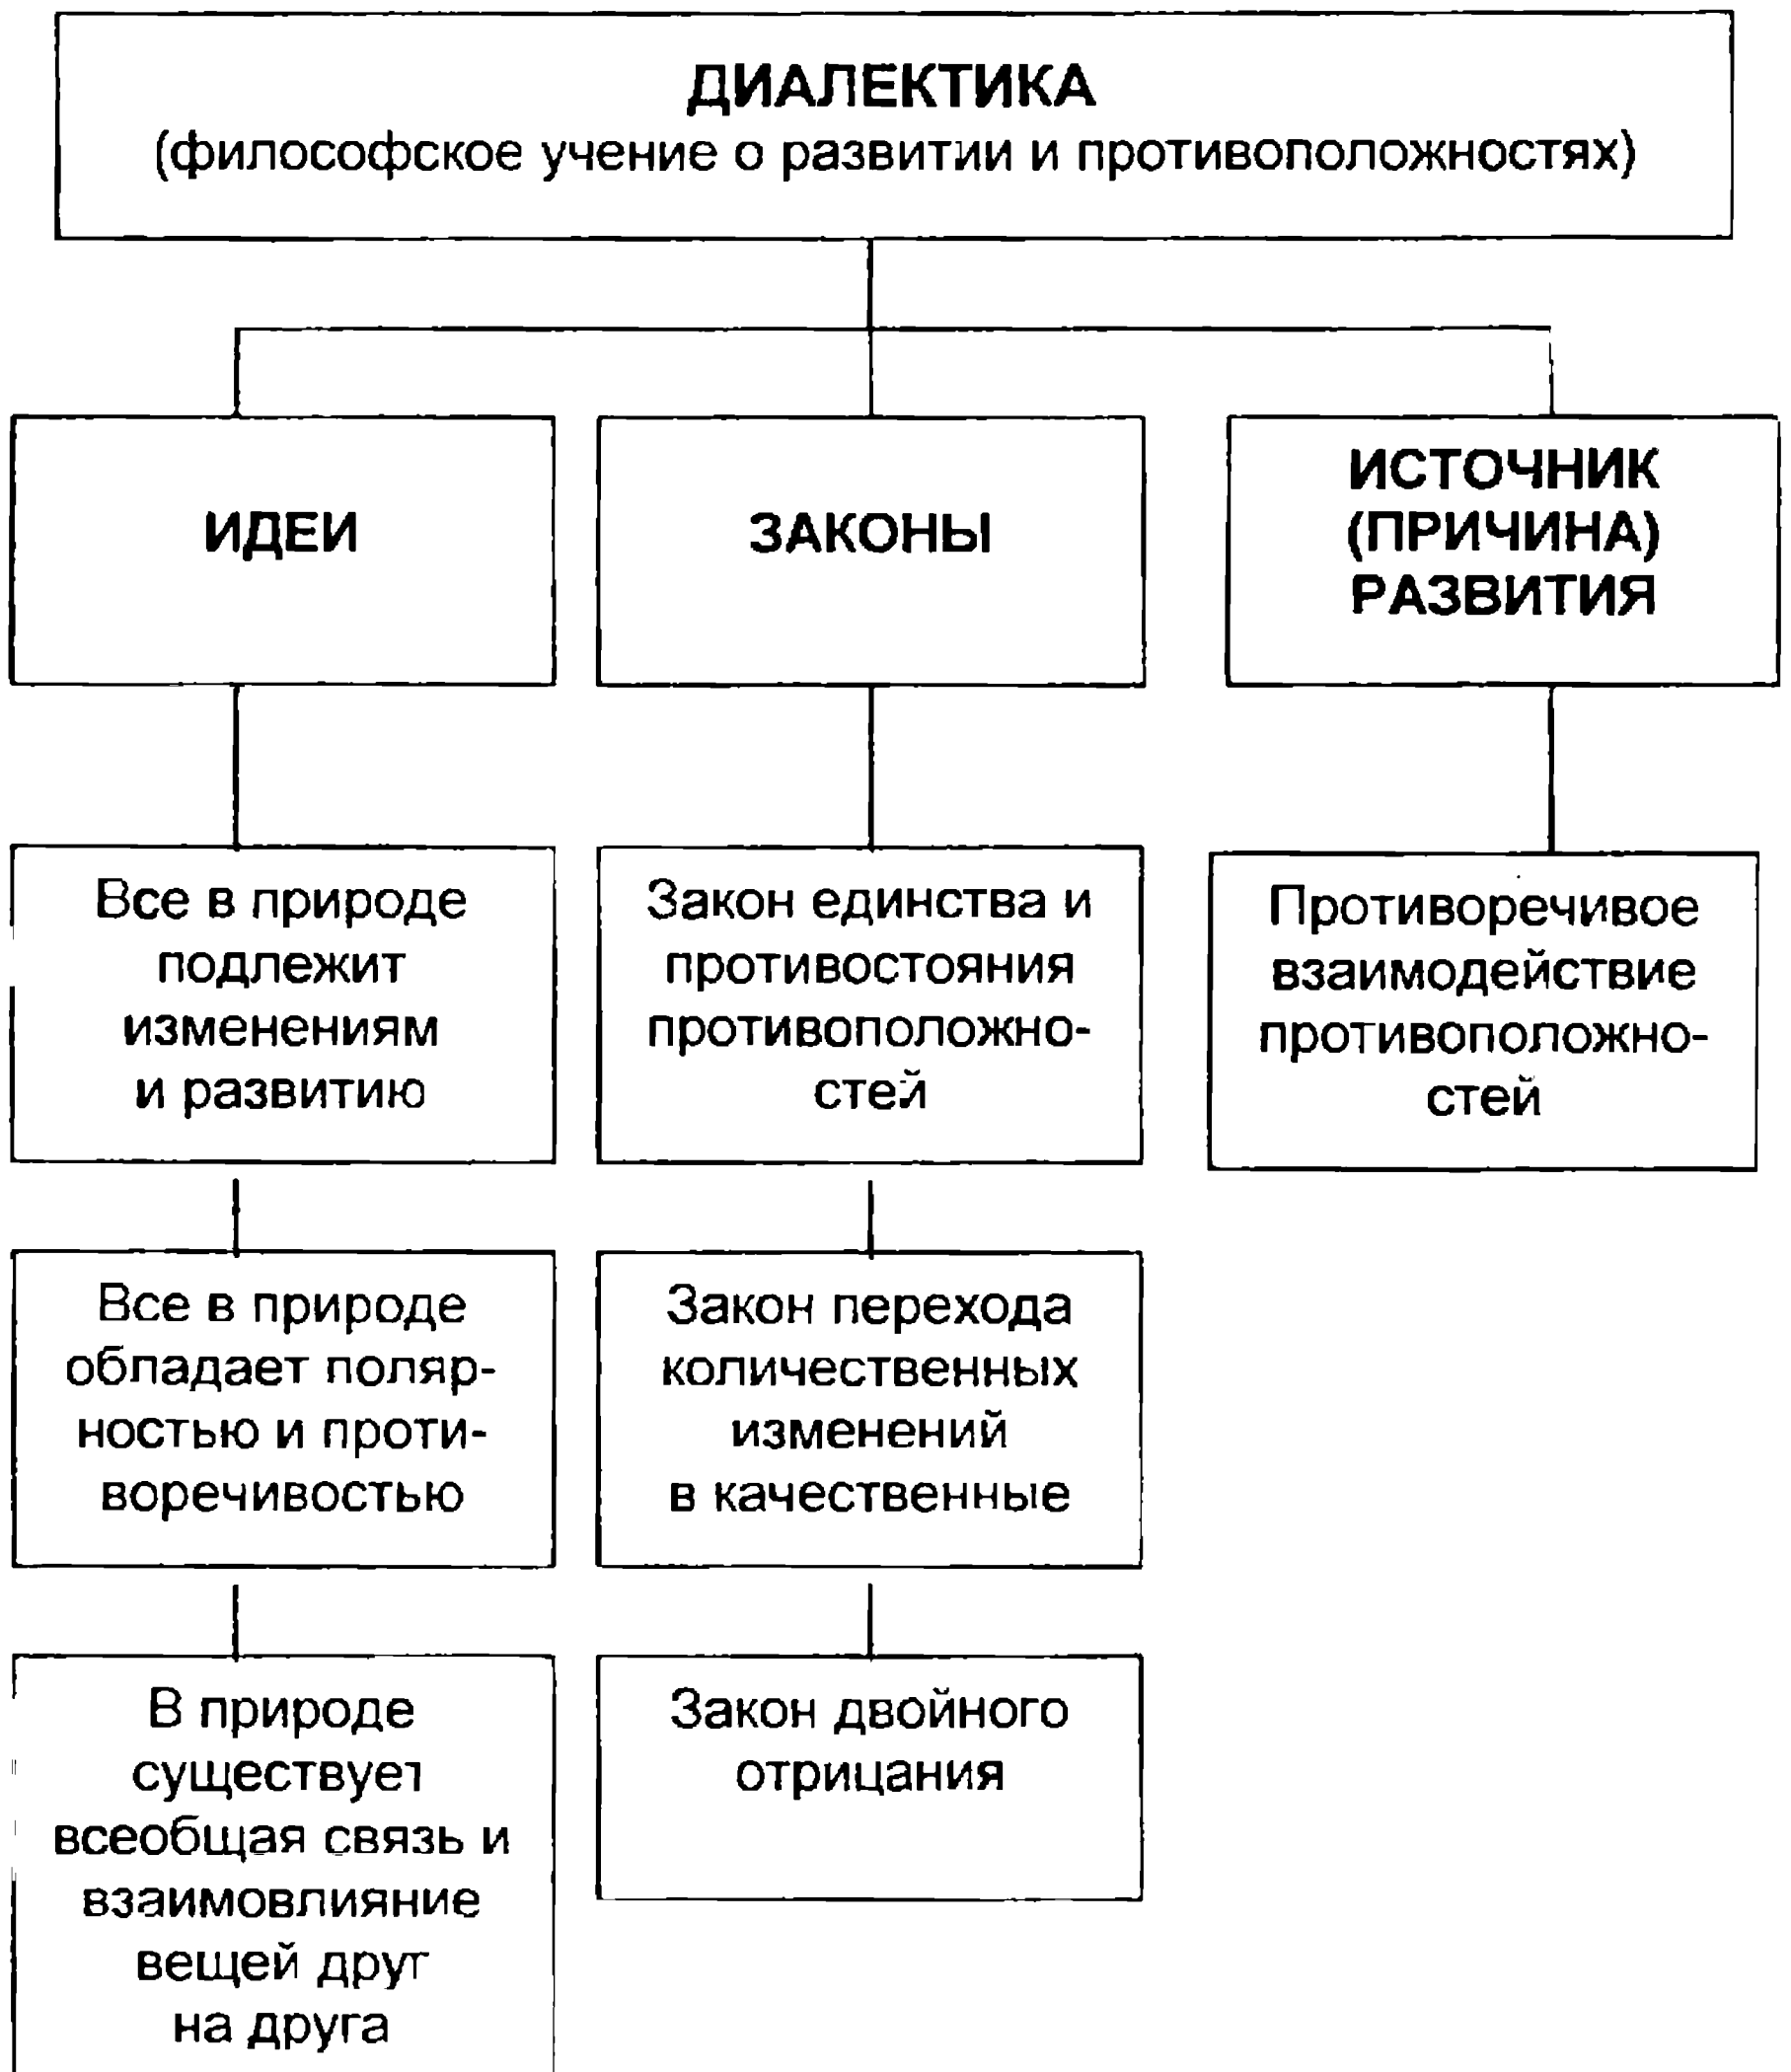 ДИАЛЕКТИКА
(философское учение о развитии и противоположностях)
ИДЕИ
ЗАКОНЫ
ИСТОЧНИК
(ПРИЧИНА)
РАЗВИТИЯ
Все в природе
подлежит
изменениям
и развитию
Закон единства и
противостояния
противоположно-
стей
Противоречивое
взаимодействие
противоположно-
стей
Все в природе
обладает поляр-
ностью и проти-
воречивостью
Закон перехода
количественных
изменений
в качественные
В природе
существует
всеобщая связь и
взаимовлияние
вещей друг
на друга
Закон двойного
отрицания